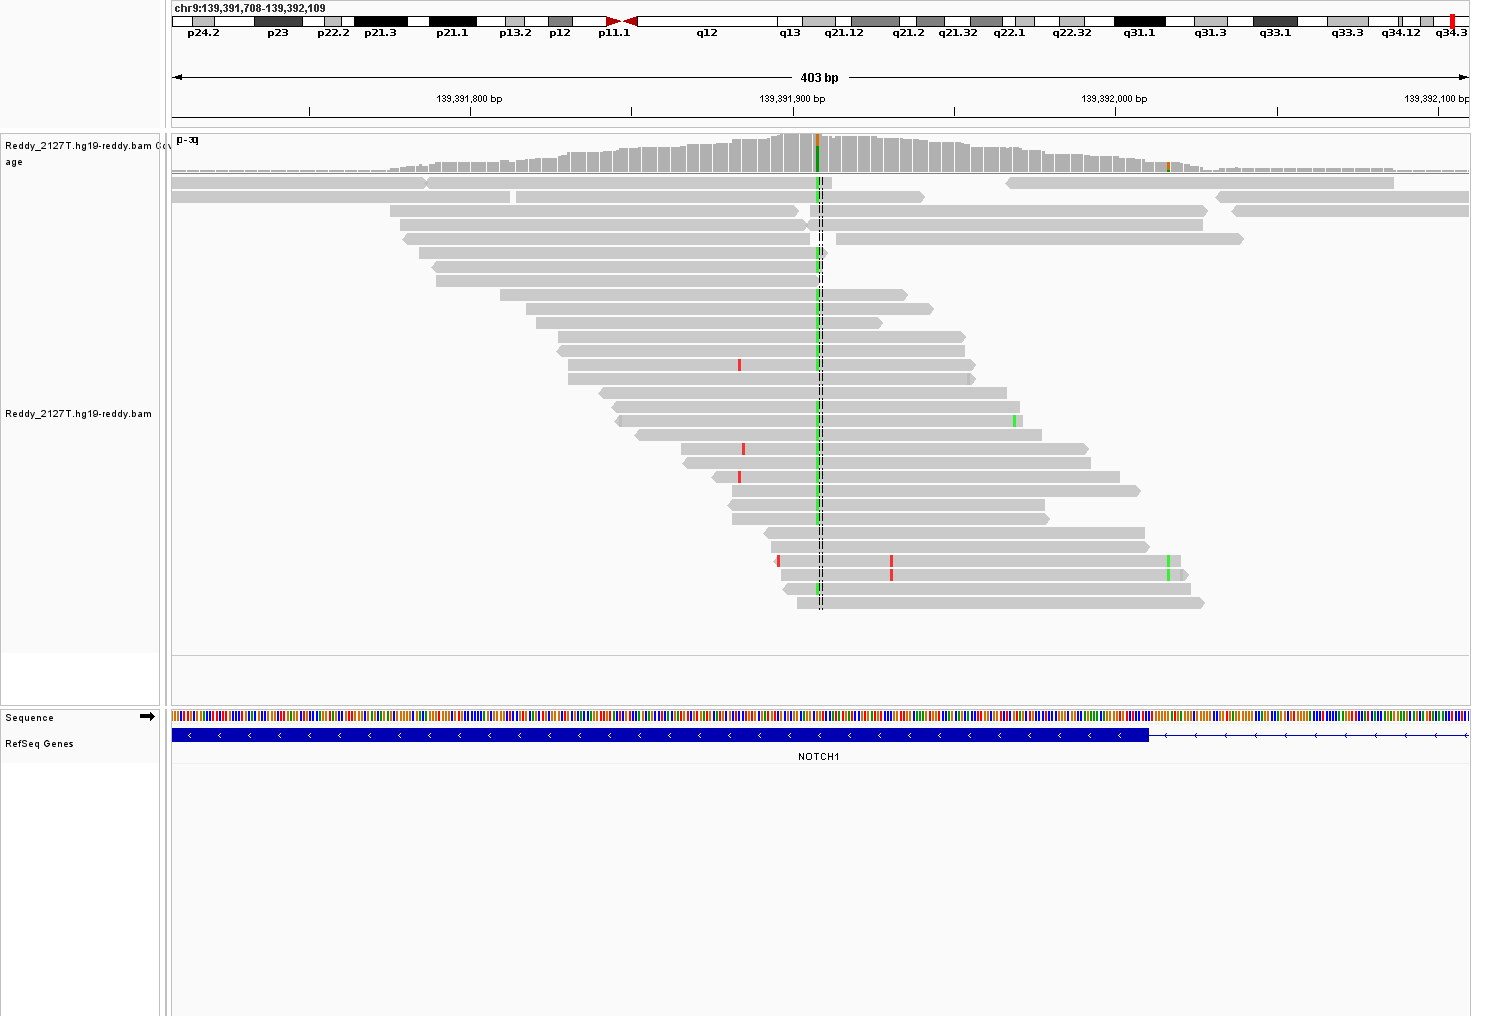 chr9:139,391,708-139,392,109
p24.2 p23 p22.2 p21.3 p21.1 p13.2 p12 p11.1 q12 q13 q21.12 q21.2 q21.32 q22.1 q22.32 q31.1 q31.3 q33.1 q33.3 q34.12 q34.3
403 bp
139,391,800 bp 139,391,900 bp 139,392,000 bp 139,392,100 bp
Reddy_2127T.hg19-reddy.bam Cov
age
Reddy_2127T.hg19-reddy.bam
Sequence
RefSeq Genes
NOTCH1